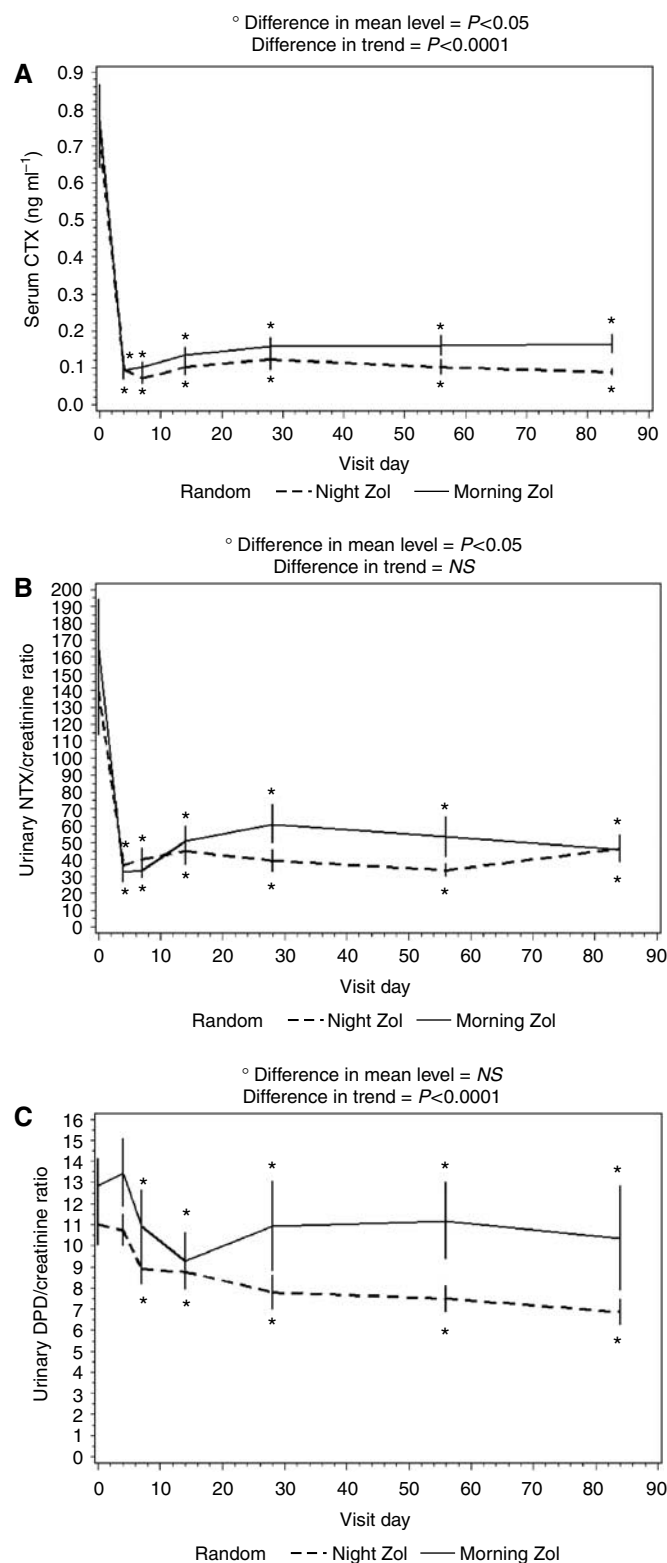 ° Difference in mean level = P<0.05
Difference in trend = P<0.0001
A
0.9
0.8
0.7
0.6
0.5
0.4
0.3
0.2
0.1
0.0
Serum CTX (ng ml⁻¹)
* * * * * *
* * * * * *
0 10 20 30 40 50 60 70 80 90
Visit day
Random Night Zol Morning Zol
° Difference in mean level = P<0.05
Difference in trend = NS
B
200
190
180
170
160
150
140
130
120
110
100
90
80
70
60
50
40
30
20
10
0
Urinary NTX/creatinine ratio
* * * * * *
* * * * * *
0 10 20 30 40 50 60 70 80 90
Visit day
Random Night Zol Morning Zol
° Difference in mean level = NS
Difference in trend = P<0.0001
C
16
15
14
13
12
11
10
9
8
7
6
5
4
3
2
1
0
Urinary DPD/creatinine ratio
* * * * *
* * * * *
0 10 20 30 40 50 60 70 80 90
Visit day
Random Night Zol Morning Zol